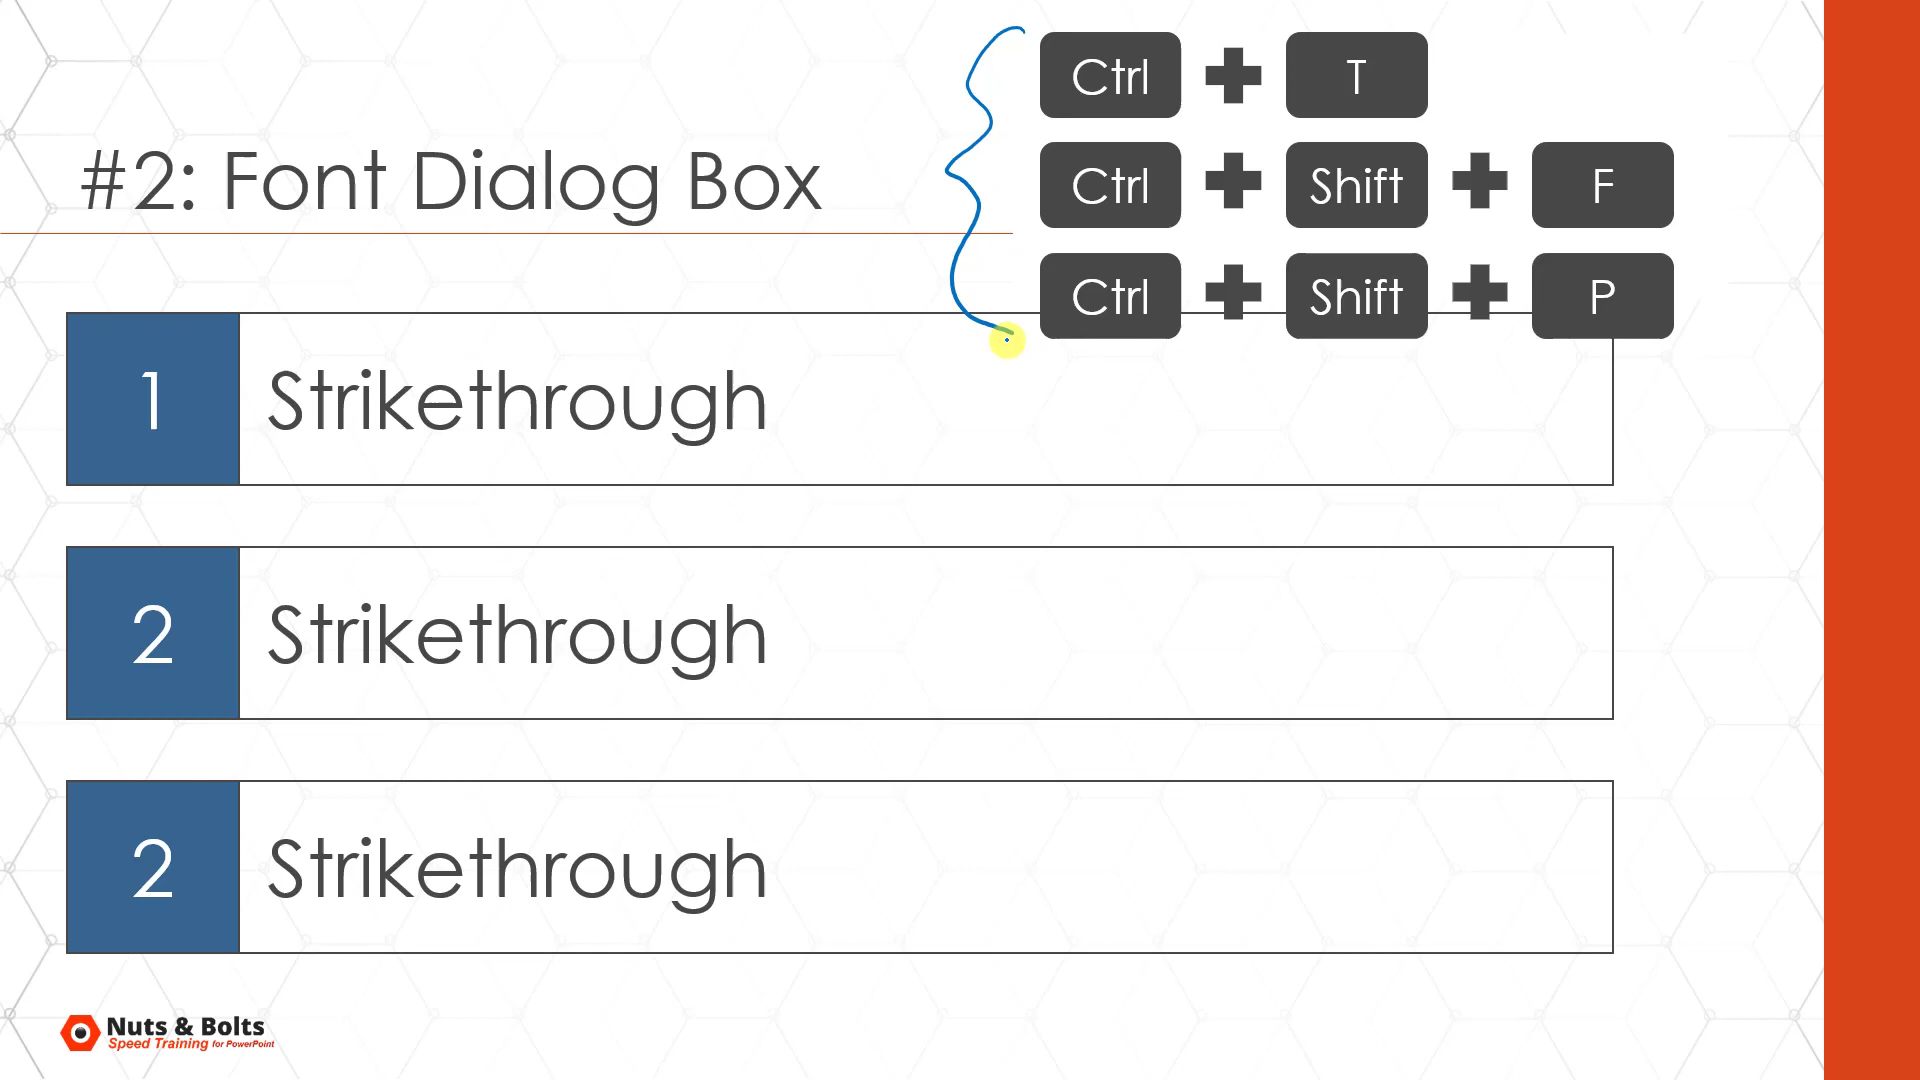 Ctrl + T
#2: Font Dialog Box
Ctrl + Shift + F
Ctrl + Shift + P
1 Strikethrough
2 Strikethrough
2 Strikethrough
Nuts & Bolts
Speed Training for PowerPoint